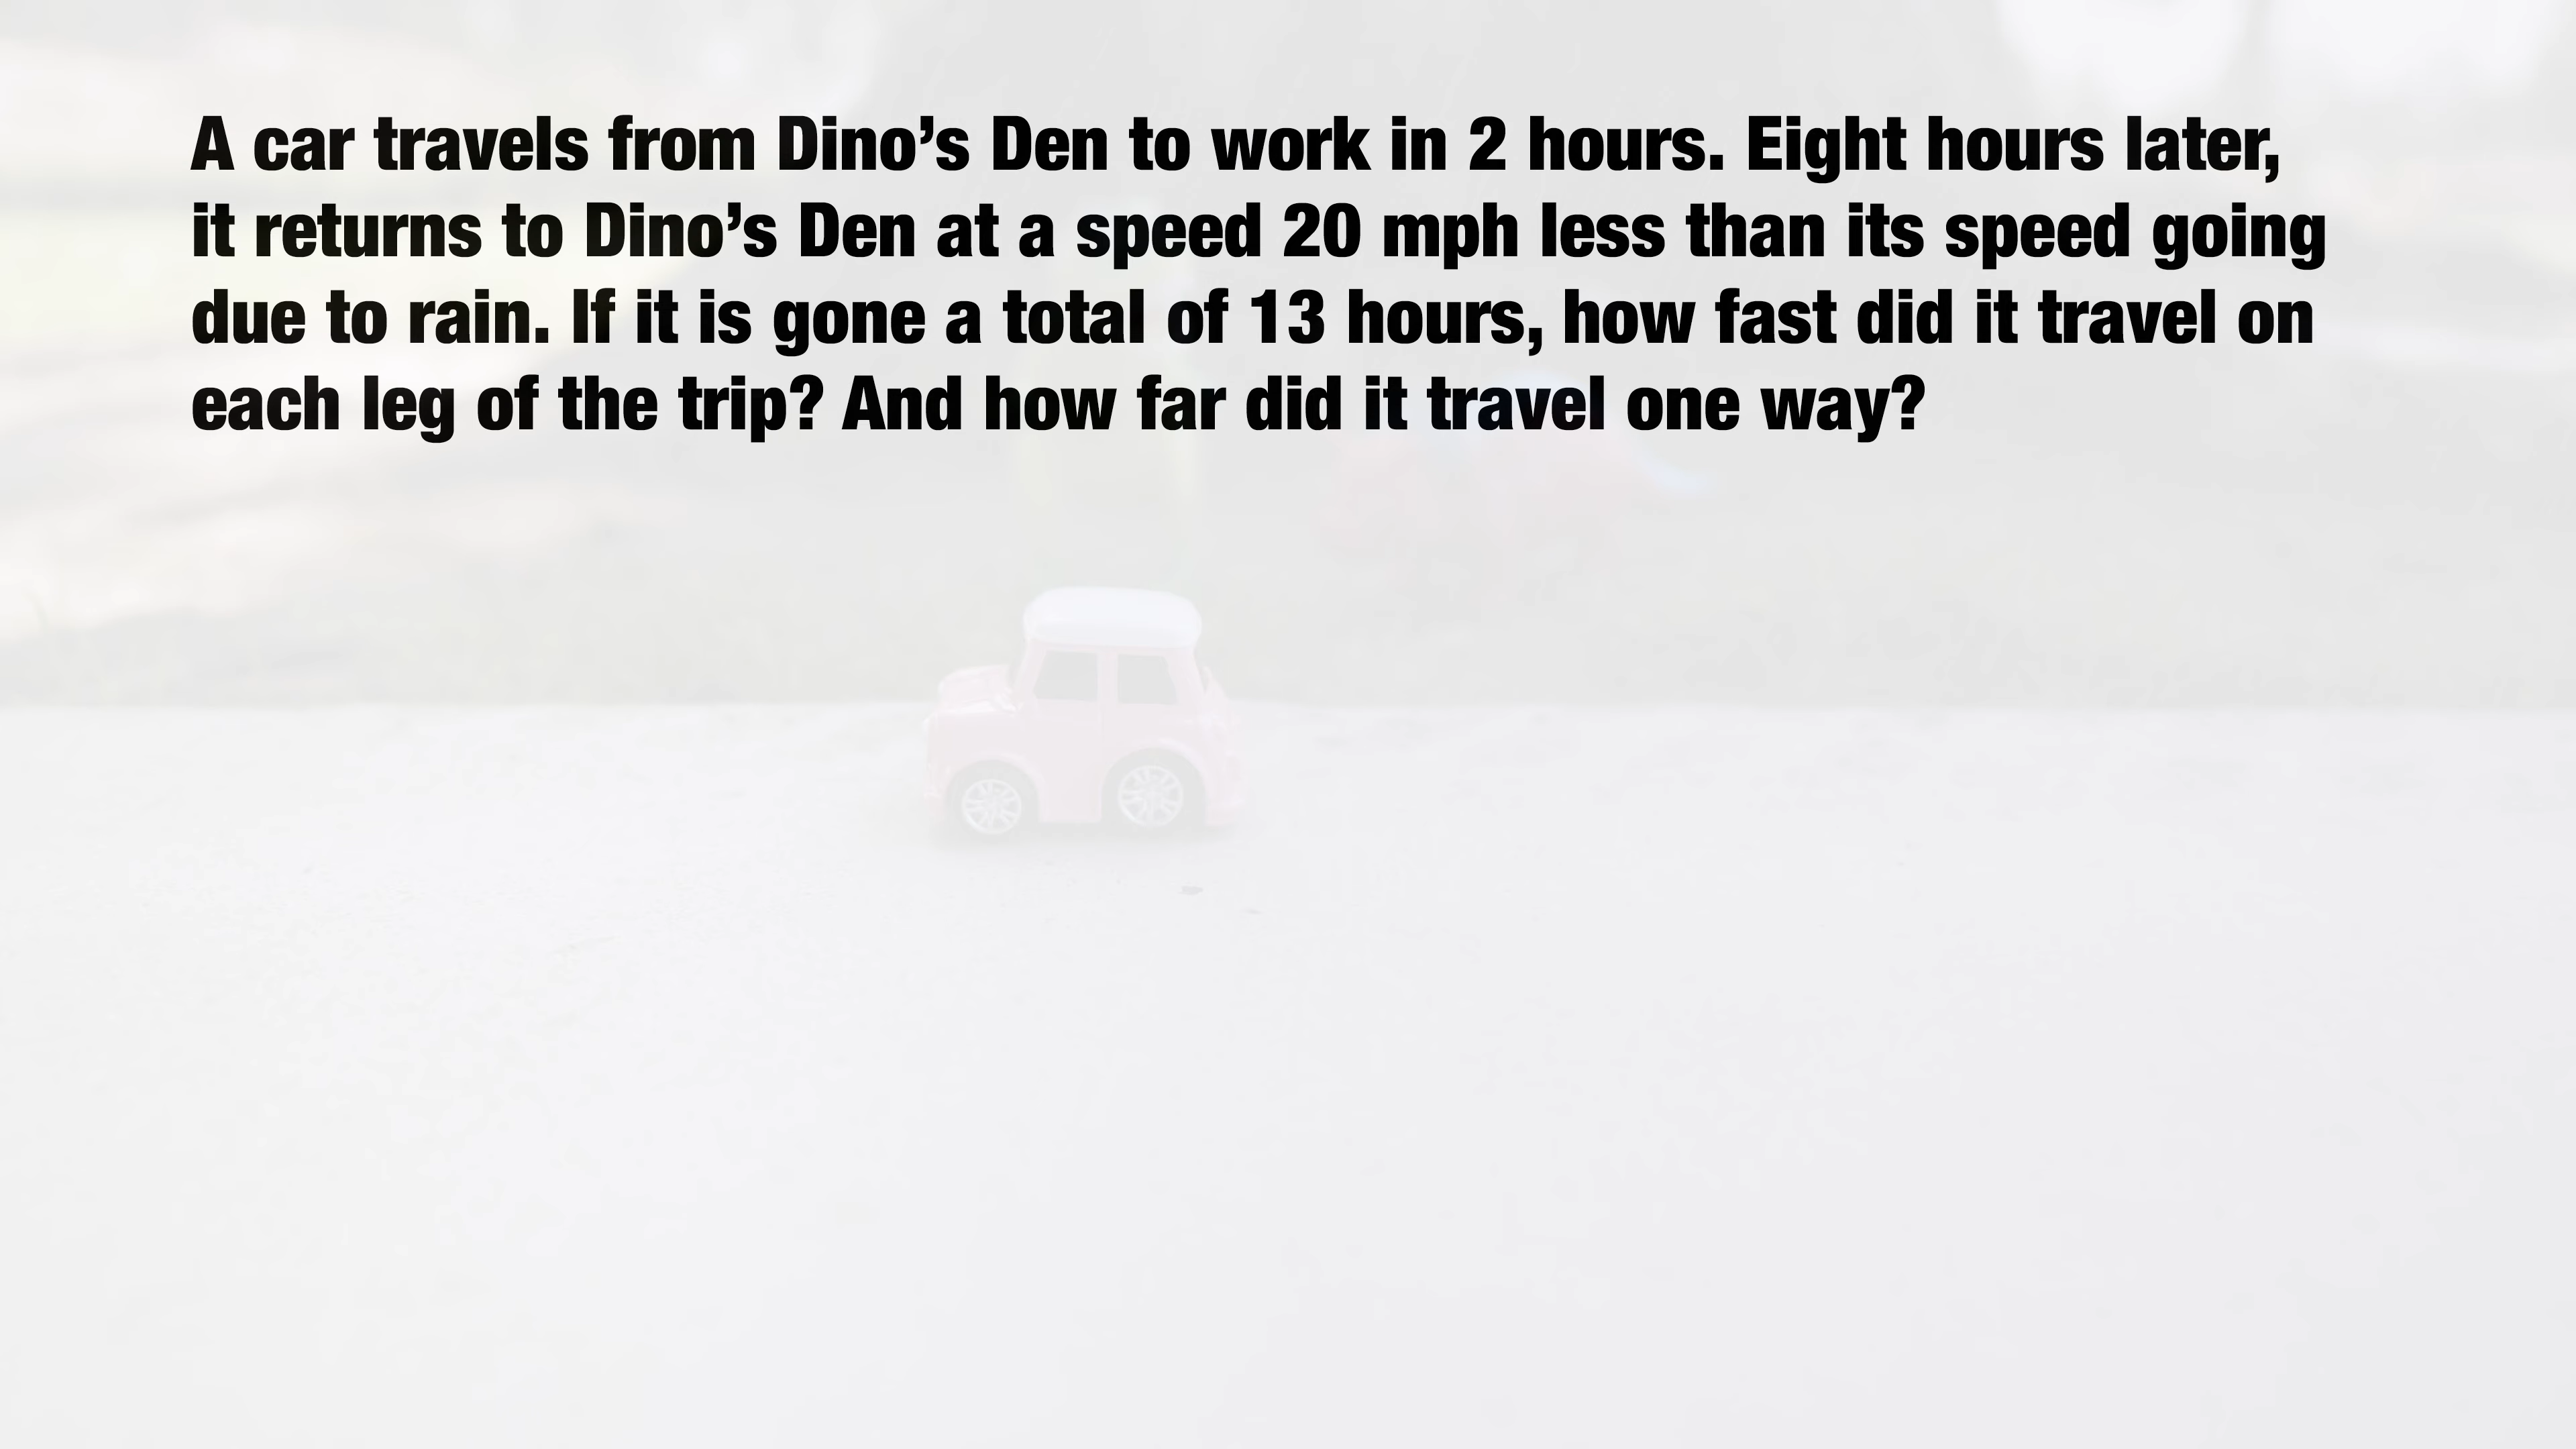 A car travels from Dino’s Den to work in 2 hours. Eight hours later,
it returns to Dino’s Den at a speed 20 mph less than its speed going
due to rain. If it is gone a total of 13 hours, how fast did it travel on
each leg of the trip? And how far did it travel one way?